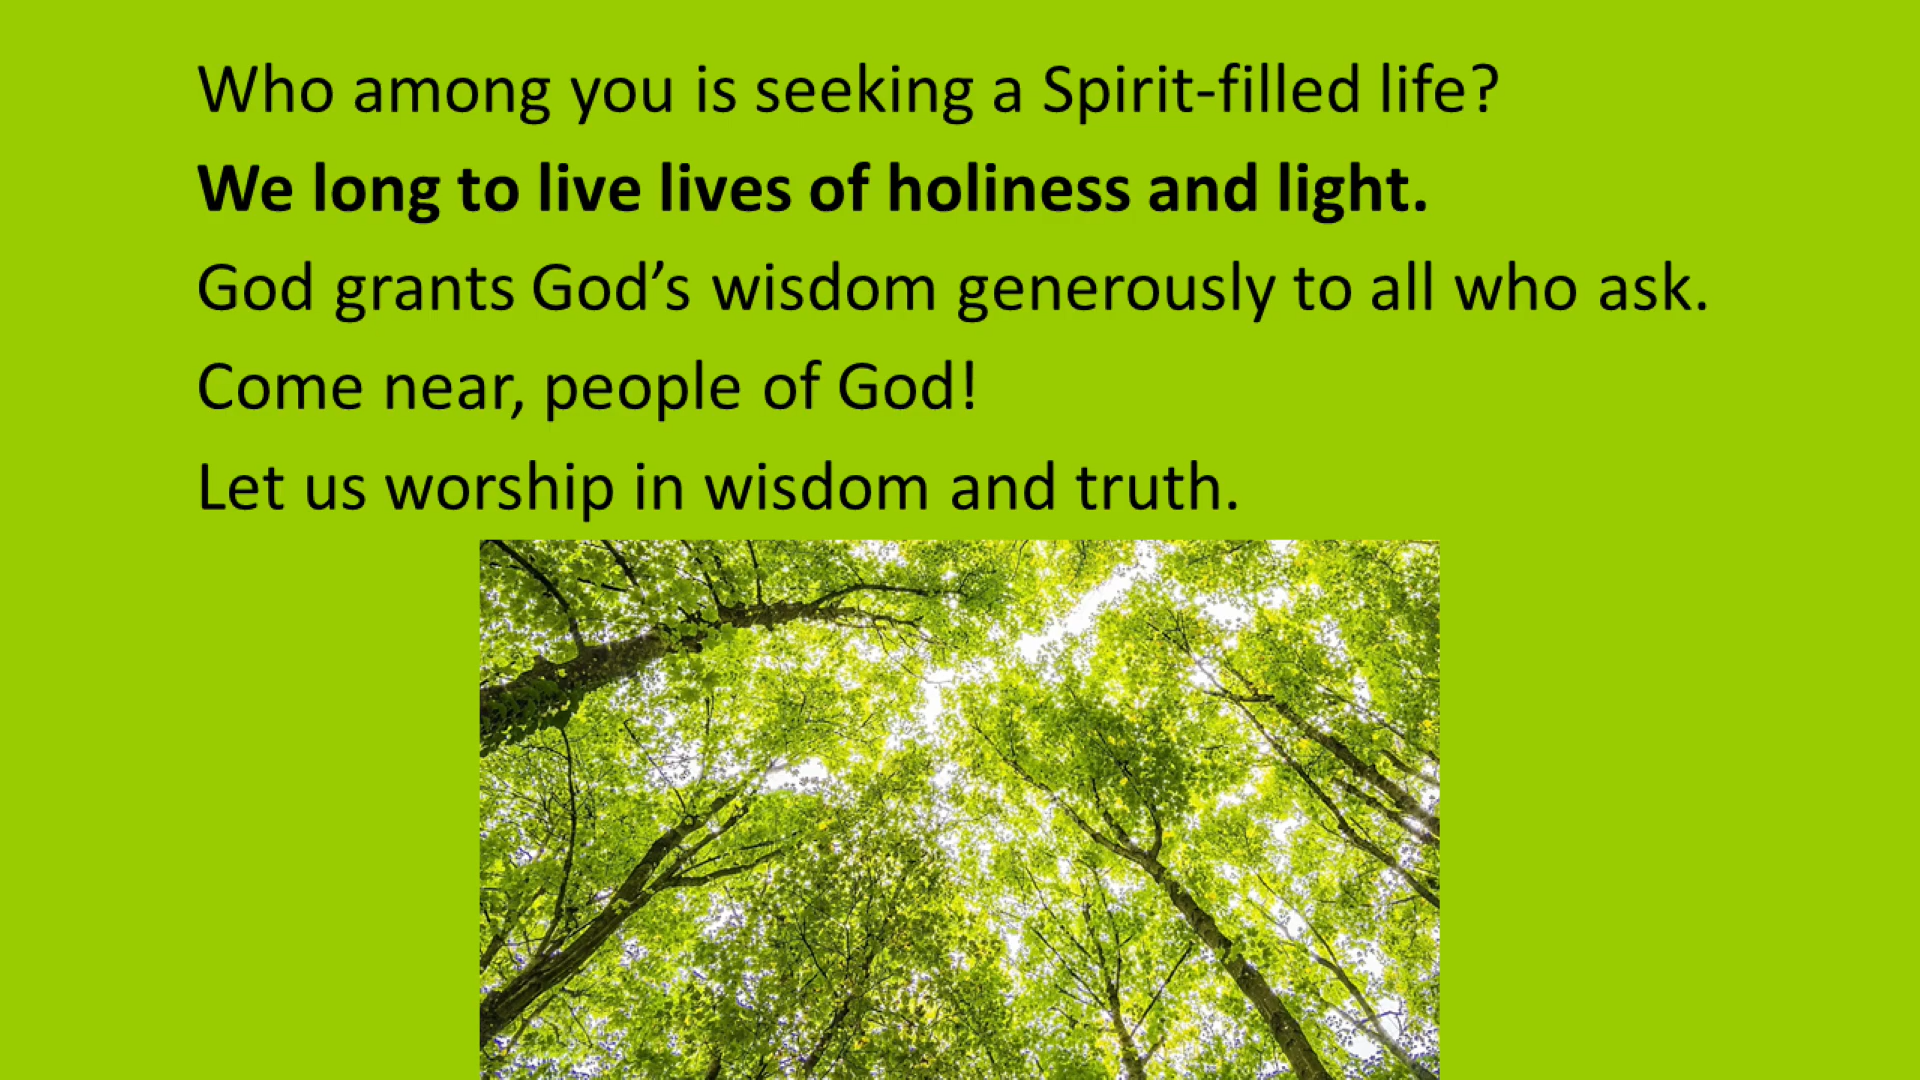 Who among you is seeking a Spirit-filled life?
We long to live lives of holiness and light.
God grants God’s wisdom generously to all who ask.
Come near, people of God!
Let us worship in wisdom and truth.